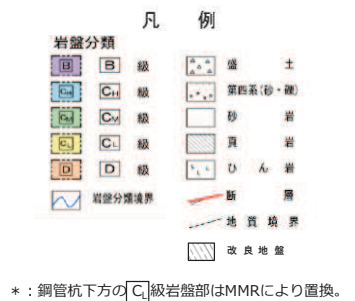 凡 例
岩盤分類
B B 級
CH CH 級
CM CM 級
CL CL 級
D D 級
岩盤分類境界
盛 土
第四系(砂・礫)
砂 岩
頁 岩
ひ ん 岩
断 層
地 質 境 界
改 良 地 盤
*：鋼管杭下方のCL級岩盤部はMMRにより置換。